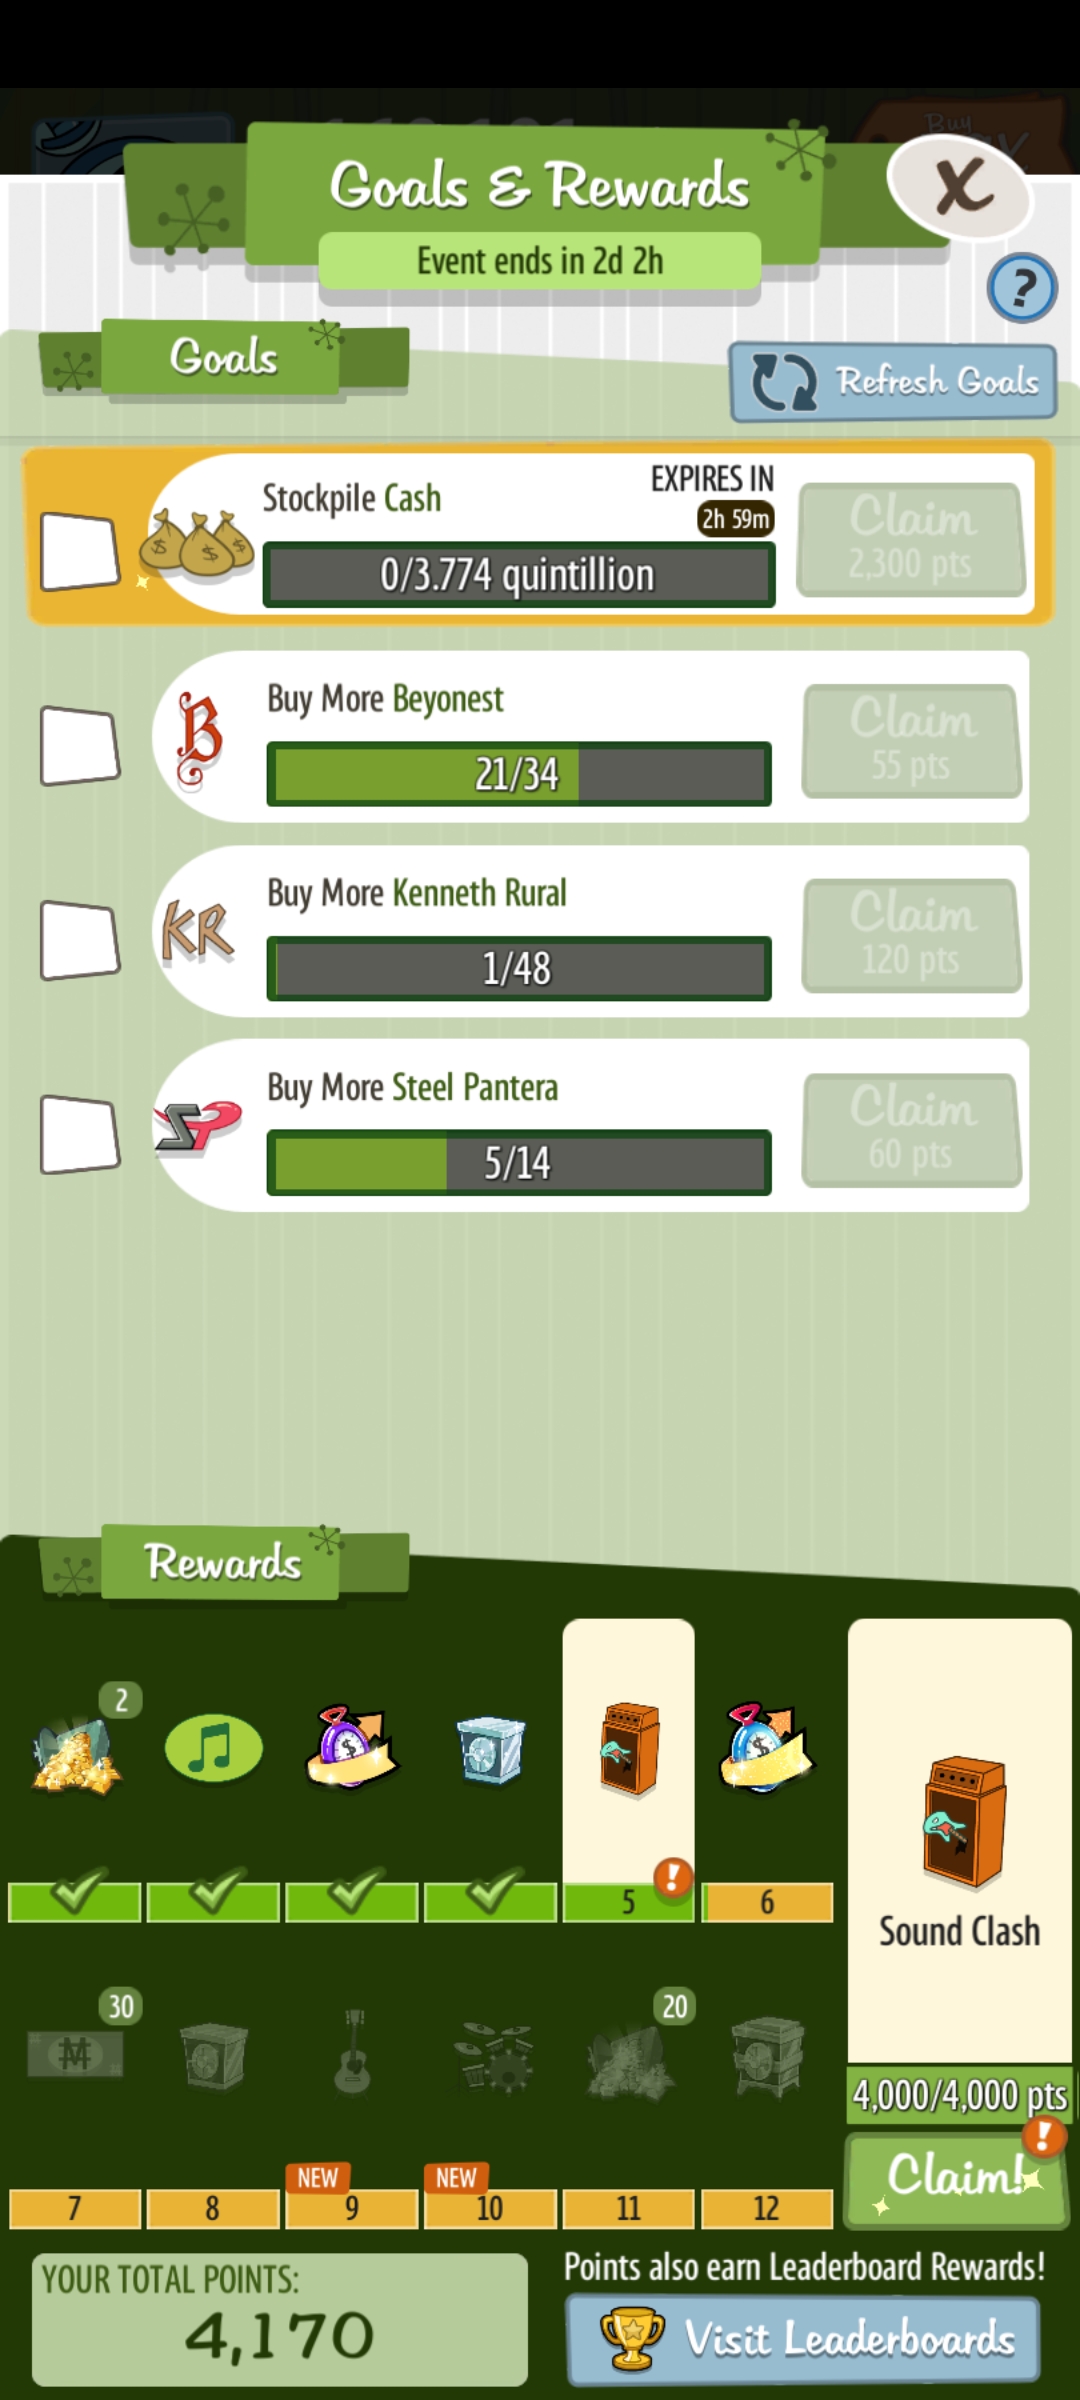 Buy
Goals & Rewards
X
Event ends in 2d 2h
?
Goals
Refresh Goals
Stockpile Cash
EXPIRES IN
2h 59m
0/3.774 quintillion
Claim
2,300 pts
B
Buy More Beyonest
21/34
Claim
55 pts
KR
Buy More Kenneth Rural
1/48
Claim
120 pts
SP
Buy More Steel Pantera
5/14
Claim
60 pts
Rewards
2
5
!
6
Sound Clash
30
20
4,000/4,000 pts
!
Claim!
NEW
NEW
7
8
9
10
11
12
YOUR TOTAL POINTS:
4,170
Points also earn Leaderboard Rewards!
Visit Leaderboards